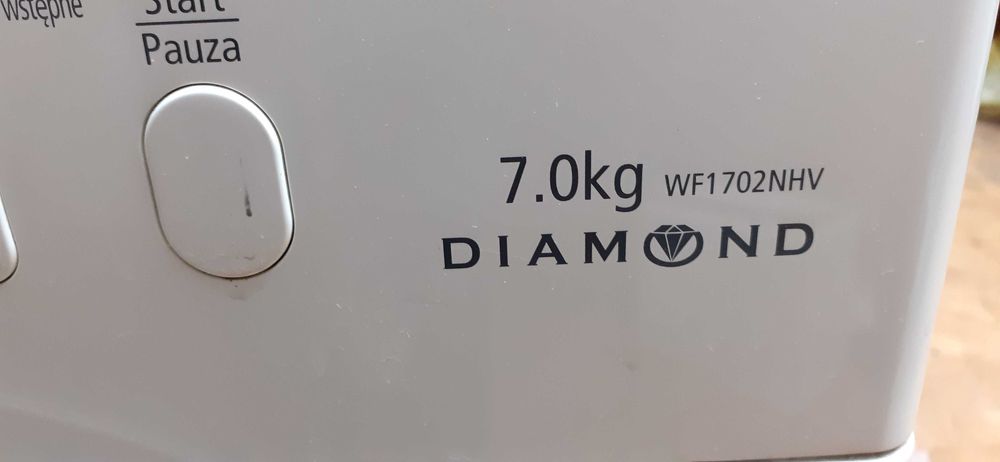 Wstępne
Start
Pauza
7.0kg WF1702NHV
DIAMOND